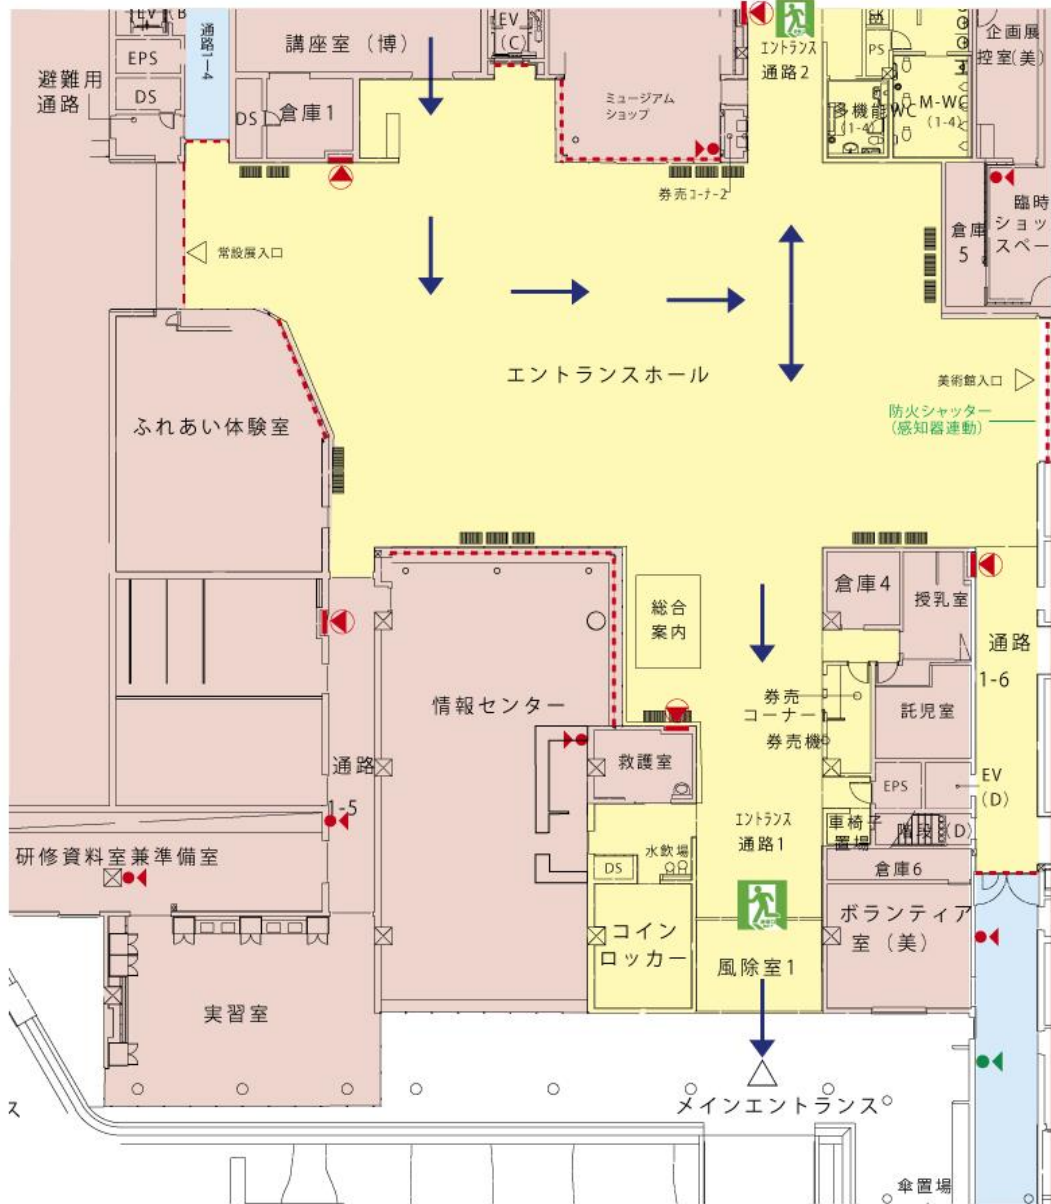 EV
(B
EPS
DS
避難用
通路
通路1―4
講座室（博）
DS
倉庫1
EV
(C)
ミュージアム
ショップ
エントランス
通路2
PS
多機能WC
(1-4)
M-WC
(1-4)
企画展
控室(美)
券売コーナー2
倉庫
5
臨時
ショッ
スペー
常設展入口
エントランスホール
美術館入口
防火シャッター
(感知器連動)
ふれあい体験室
総合
案内
倉庫4
授乳室
通路
1-6
情報センター
券売
コーナー
券売機
託児室
救護室
通路
1-5
EPS
EV
(D)
エントランス
通路1
車椅子
置場
階段(D)
水飲場
DS
倉庫6
研修資料室兼準備室
コイン
ロッカー
風除室1
ボランティア
室（美）
実習室
メインエントランス
ス
傘置場